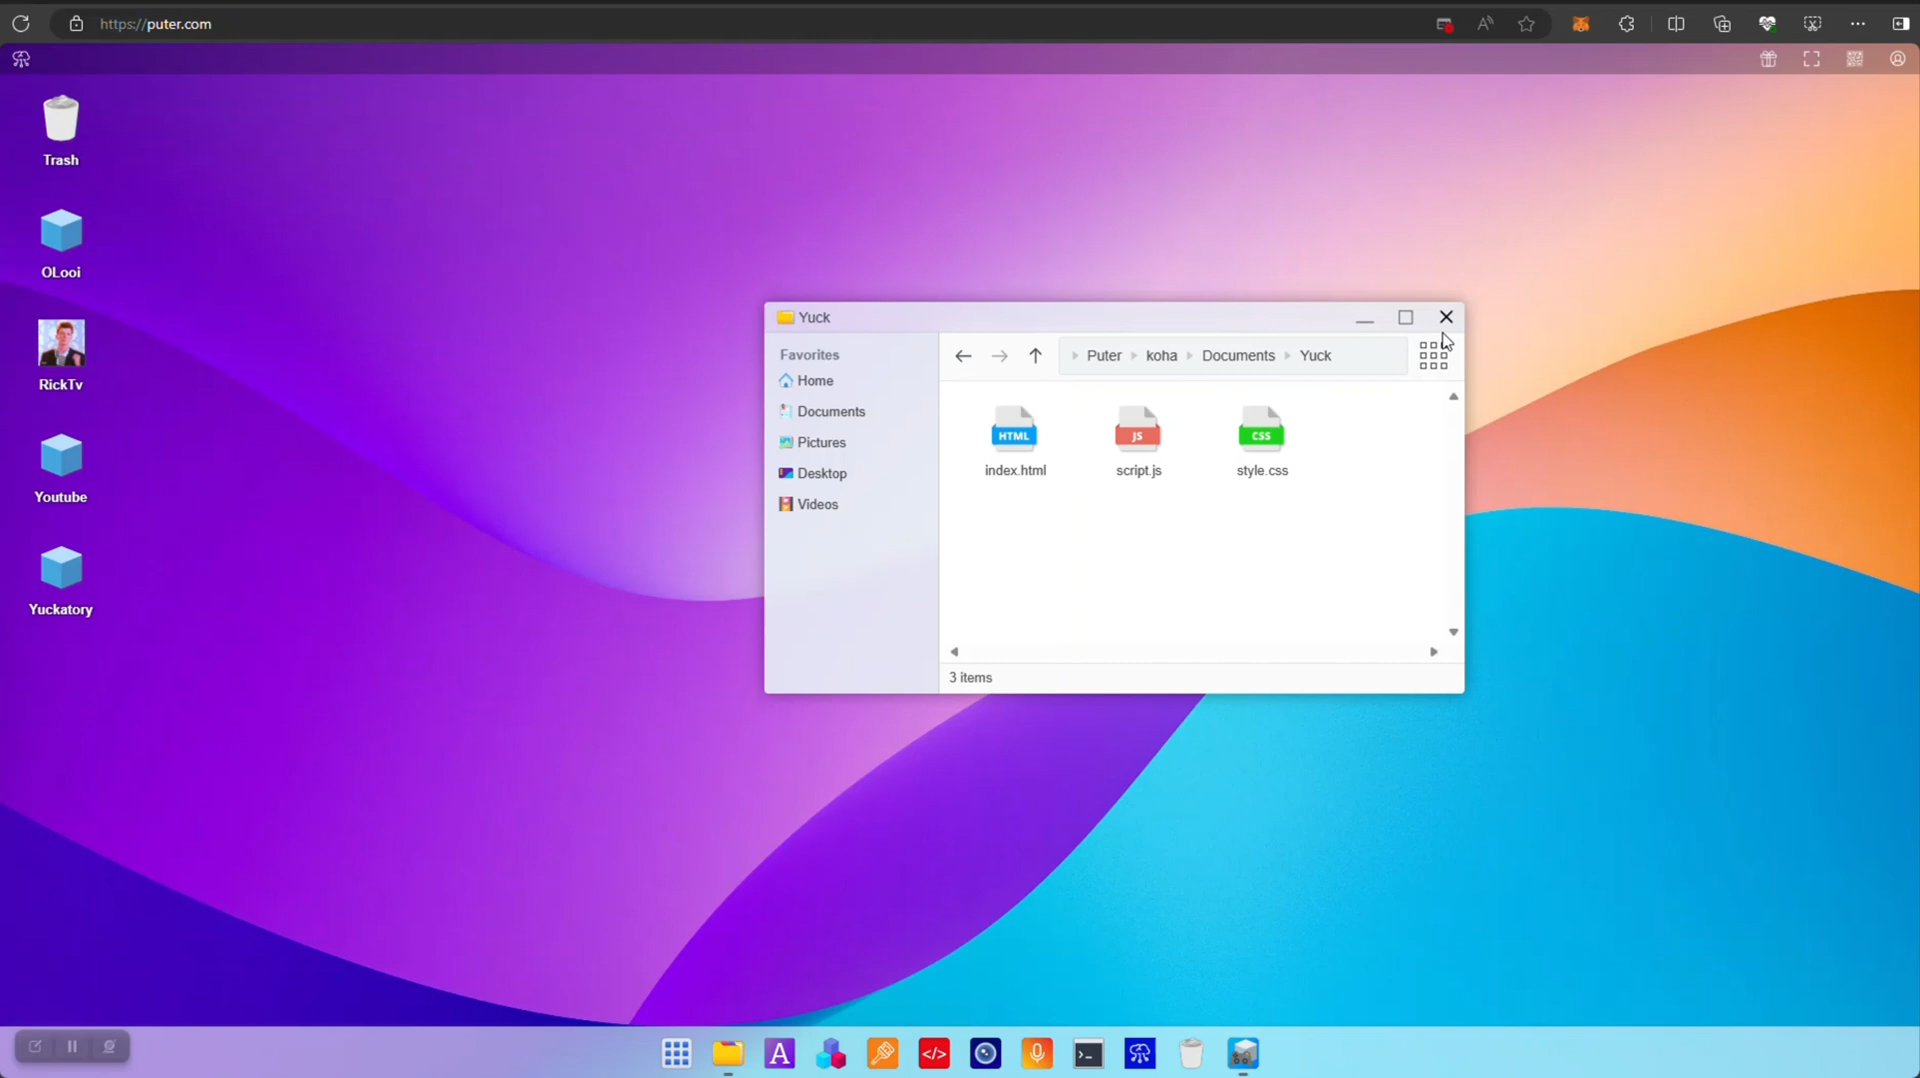 https://puter.com
Trash
OLooi
RickTv
Youtube
Yuckatory
Yuck
Favorites
Home
Documents
Pictures
Desktop
Videos
Puter koha Documents Yuck
HTML JS CSS
index.html script.js style.css
3 items
A </> >_